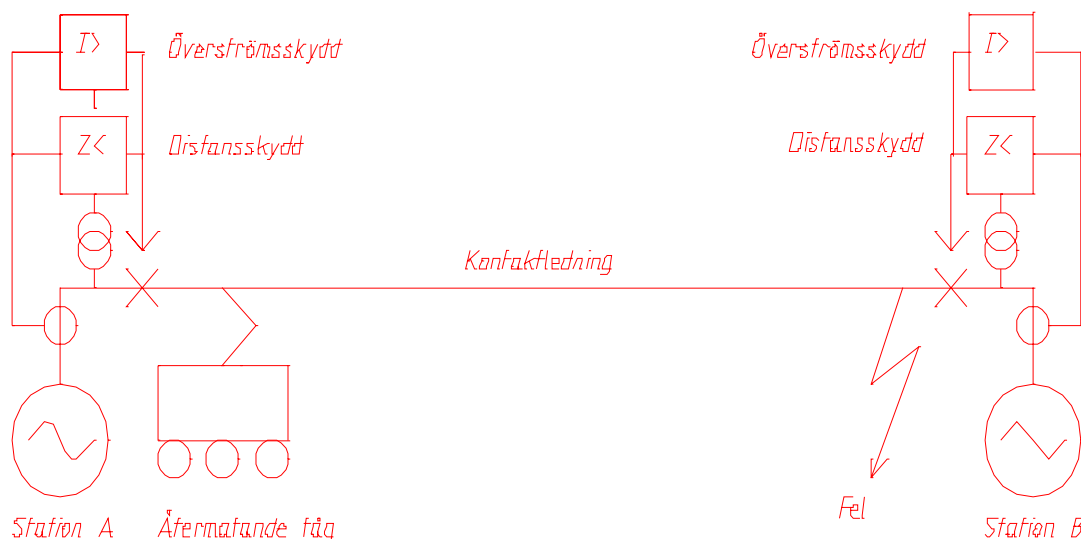 I>
Överströmsskydd
Överströmsskydd
I>
Z<
Distansskydd
Distansskydd
Z<
Kontaktledning
Fel
Station A
Återmatande tåg
Station B